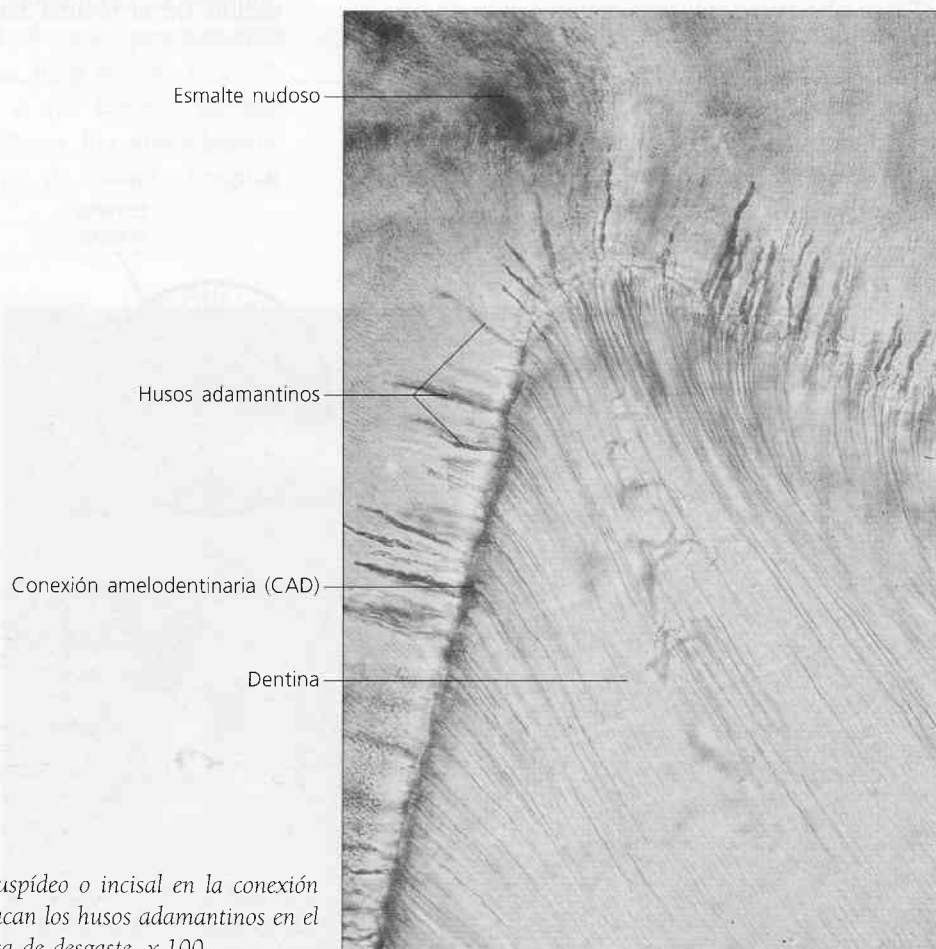 Esmalte nudoso
Husos adamantinos
Conexión amelodentinaria (CAD)
Dentina
uspídeo o incisal en la conexión
can los husos adamantinos en el
de desgaste. x 100